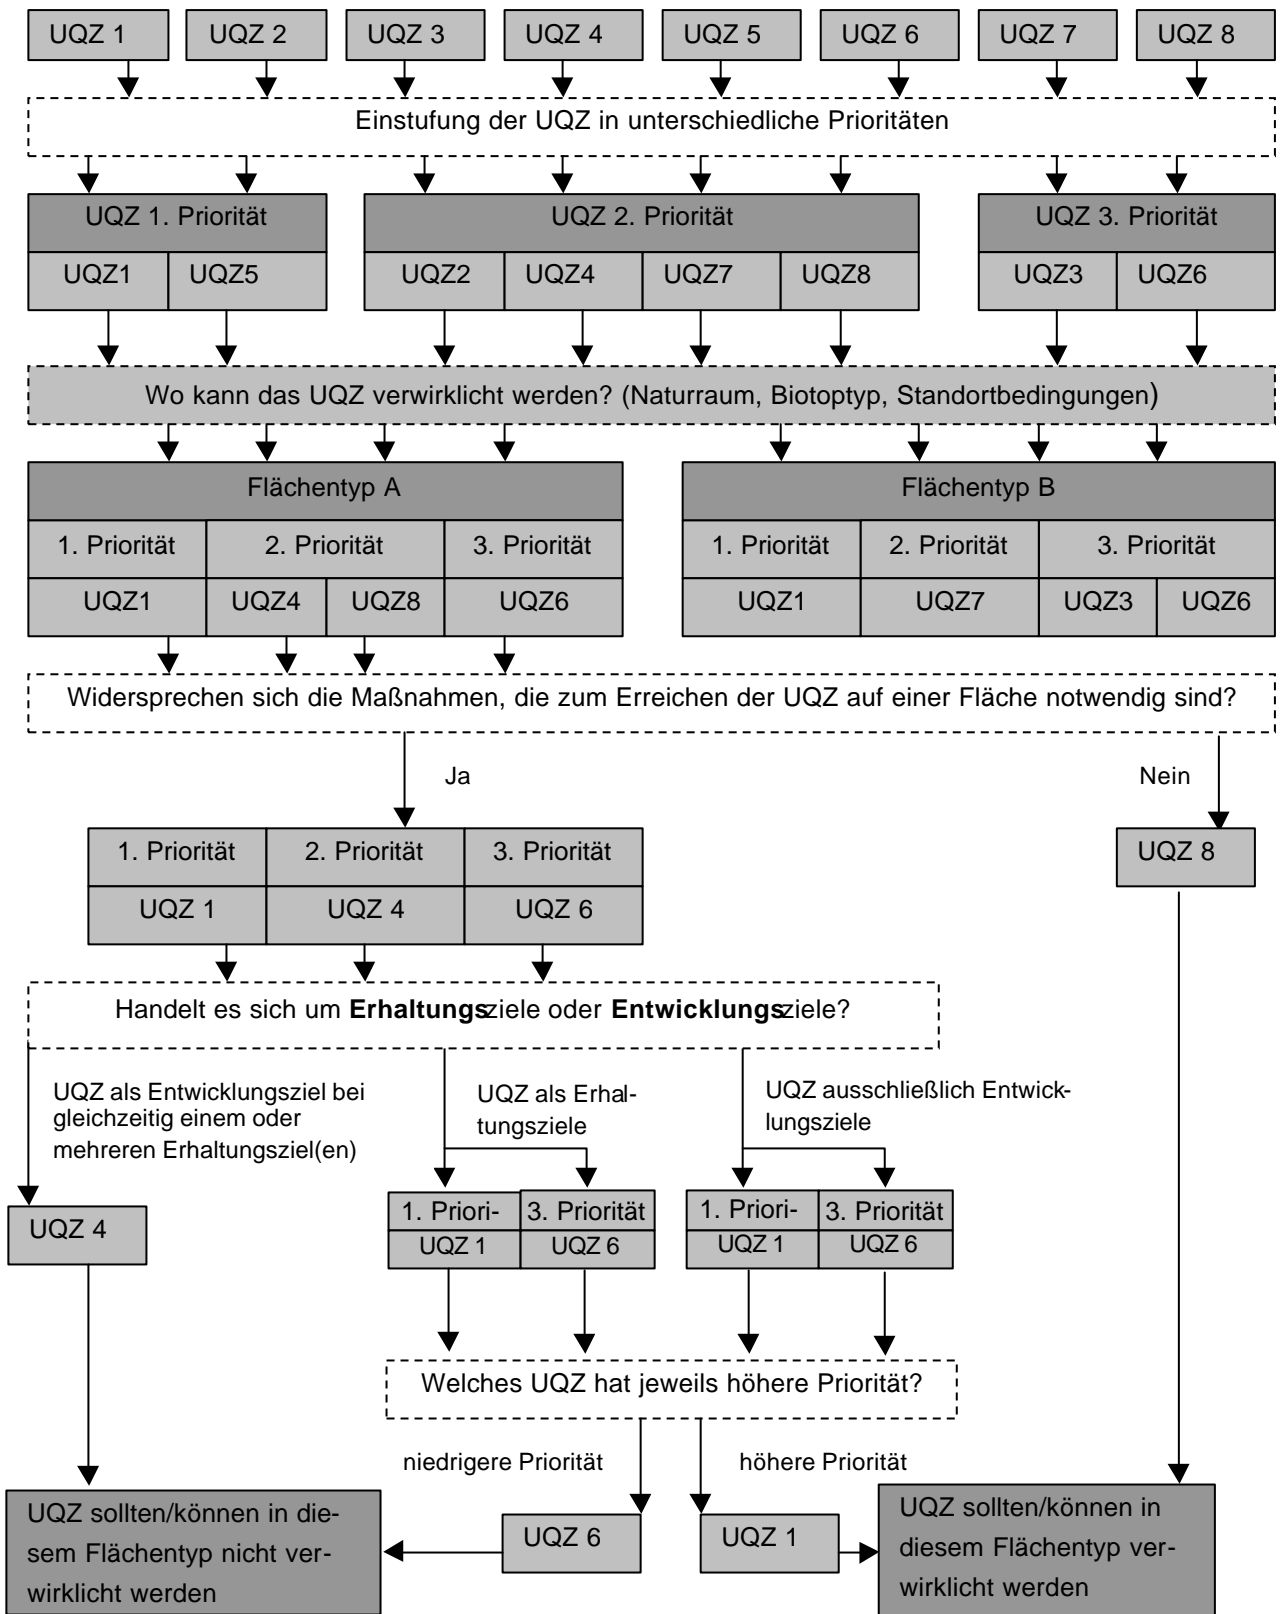 UQZ 1 UQZ 2 UQZ 3 UQZ 4 UQZ 5 UQZ 6 UQZ 7 UQZ 8
Einstufung der UQZ in unterschiedliche Prioritäten
UQZ 1. Priorität UQZ 2. Priorität UQZ 3. Priorität
UQZ1 UQZ5 UQZ2 UQZ4 UQZ7 UQZ8 UQZ3 UQZ6
Wo kann das UQZ verwirklicht werden? (Naturraum, Biotoptyp, Standortbedingungen)
Flächentyp A Flächentyp B
1. Priorität 2. Priorität 3. Priorität 1. Priorität 2. Priorität 3. Priorität
UQZ1 UQZ4 UQZ8 UQZ6 UQZ1 UQZ7 UQZ3 UQZ6
Widersprechen sich die Maßnahmen, die zum Erreichen der UQZ auf einer Fläche notwendig sind?
Ja Nein
1. Priorität 2. Priorität 3. Priorität UQZ 8
UQZ 1 UQZ 4 UQZ 6
Handelt es sich um Erhaltungsziele oder Entwicklungsziele?
UQZ als Entwicklungsziel bei
gleichzeitig einem oder
mehreren Erhaltungsziel(en)
UQZ als Erhal-
tungsziele
UQZ ausschließlich Entwick-
lungsziele
UQZ 4
1. Priori- 3. Priorität 1. Priori- 3. Priorität
UQZ 1 UQZ 6 UQZ 1 UQZ 6
Welches UQZ hat jeweils höhere Priorität?
niedrigere Priorität höhere Priorität
UQZ sollten/können in die-
sem Flächentyp nicht ver-
wirklicht werden
UQZ 6 UQZ 1
UQZ sollten/können in
diesem Flächentyp ver-
wirklicht werden